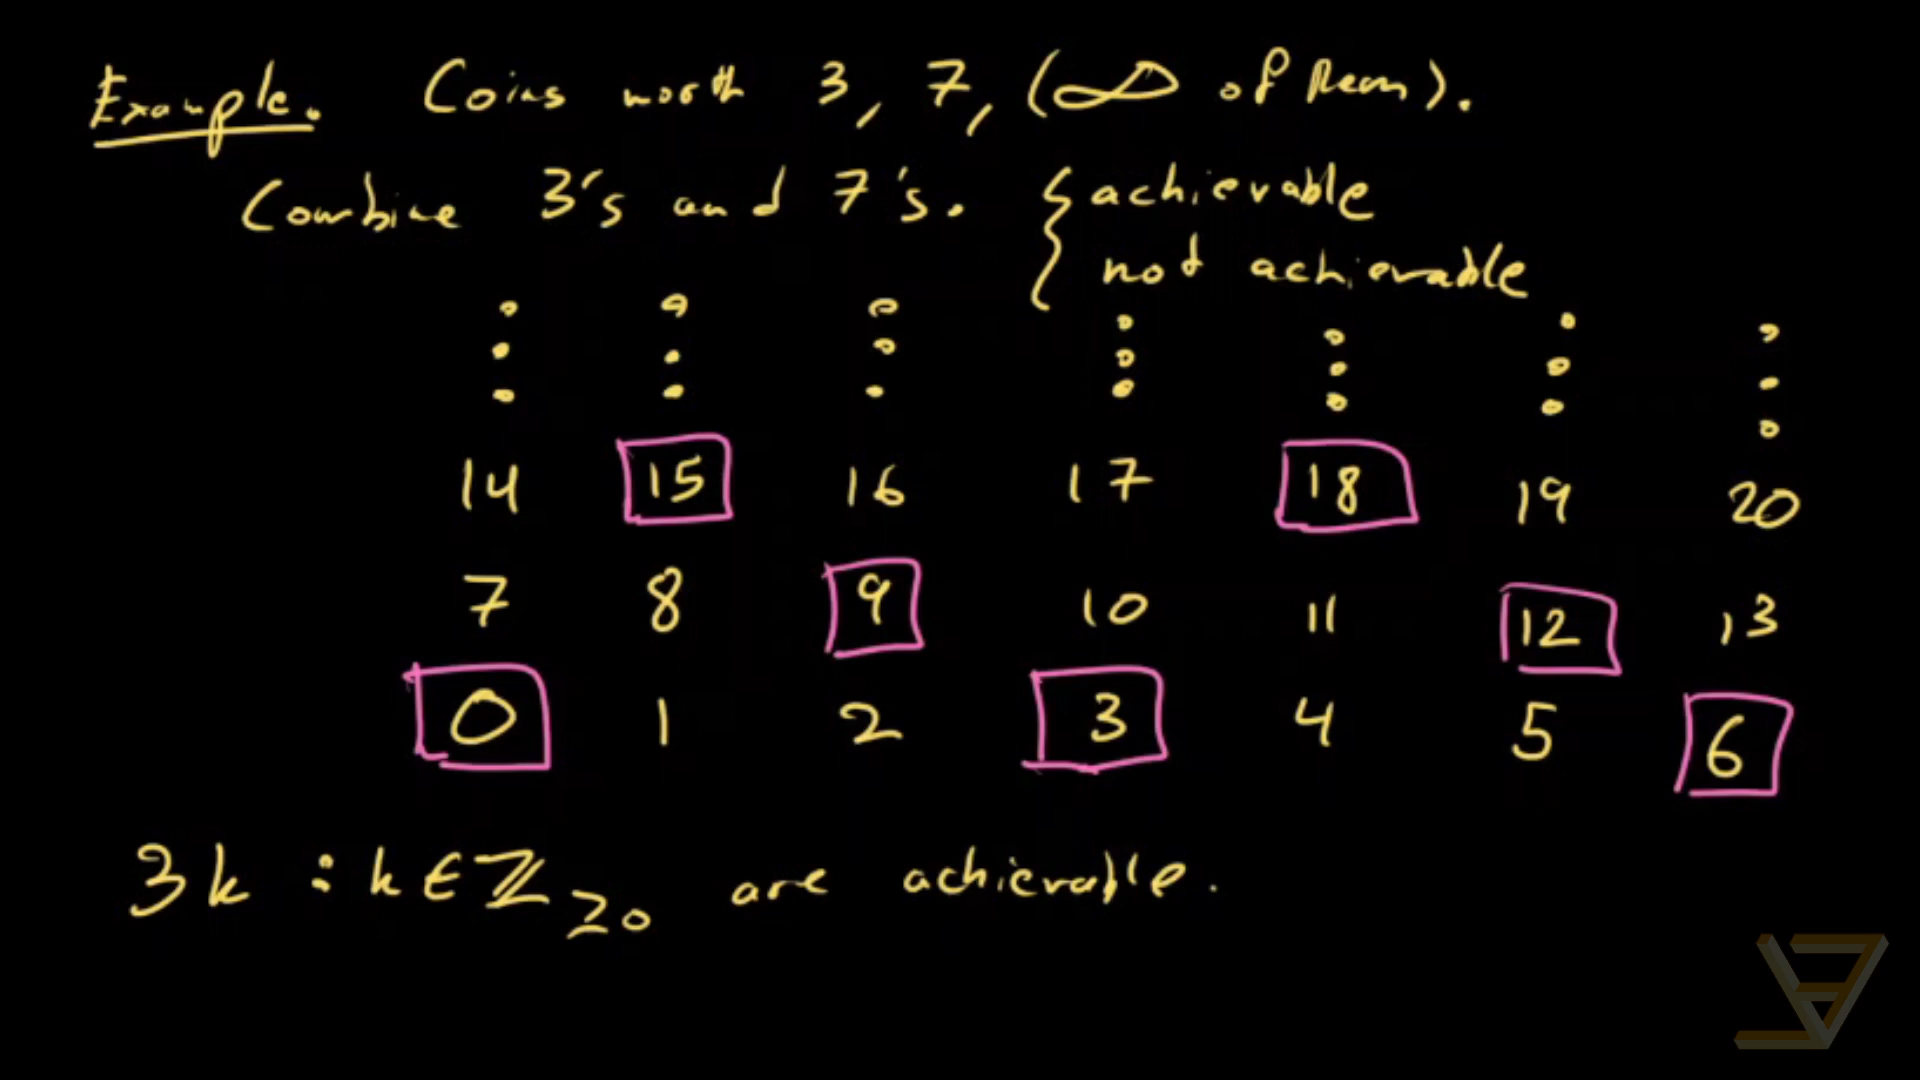 Example. Coins worth 3, 7, (∞ of them).
Combine 3's and 7's. { achievable
not achievable
14 15 16 17 18 19 20
7 8 9 10 11 12 13
0 1 2 3 4 5 6
3k : k ∈ ℤ≥0 are achievable.